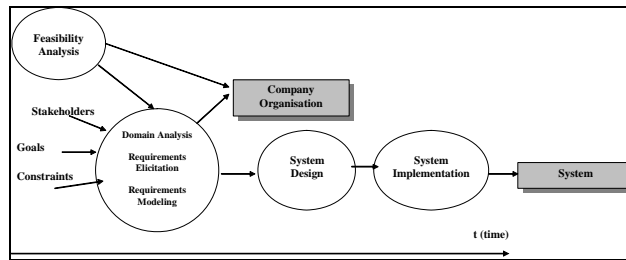 Feasibility
Analysis
Company
Organisation
Stakeholders
Goals
Constraints
Domain Analysis
Requirements
Elicitation
Requirements
Modeling
System
Design
System
Implementation
System
t (time)